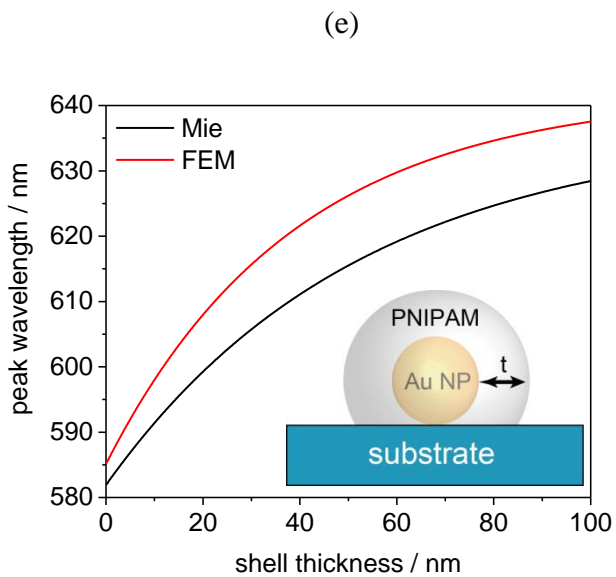 (e)
640
630
620
610
600
590
580
peak wavelength / nm
Mie
FEM
PNIPAM
t
Au NP
substrate
0
20
40
60
80
100
shell thickness / nm